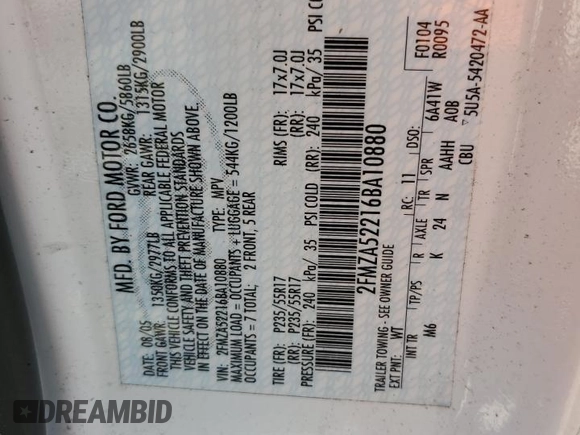 MFD. BY FORD MOTOR CO.
DATE: 08/05 GVWR: 2658KG/5860LB
FRONT GAWR: 1350KG/2977LB REAR GAWR: 1315KG/2900LB
THIS VEHICLE CONFORMS TO ALL APPLICABLE FEDERAL MOTOR
VEHICLE SAFETY AND THEFT PREVENTION STANDARDS
IN EFFECT ON THE DATE OF MANUFACTURE SHOWN ABOVE.
VIN: 2FMZA52216BA10880 TYPE: MPV
MAXIMUM LOAD = OCCUPANTS + LUGGAGE = 544KG/1200LB
OCCUPANTS = 7 TOTAL: 2 FRONT, 5 REAR
TIRE (FR): P235/55R17 RIMS (FR): 17x7.0J
(RR): P235/55R17 (RR): 17x7.0J
PSI COLD (FR): 240 kPa/ 35 PSI COLD (RR): 240 kPa/ 35 PSI CO
2FMZA52216BA10880
TRAILER TOWING - SEE OWNER GUIDE
F0104
R0095
EXT PNT: WT RC: 11 DSO: 6A41W
INT TR TP/PS R AXLE TR SPR
M6 K 24 N AAHH AOB
CBU
5U5A-5420472-AA
DREAMBID